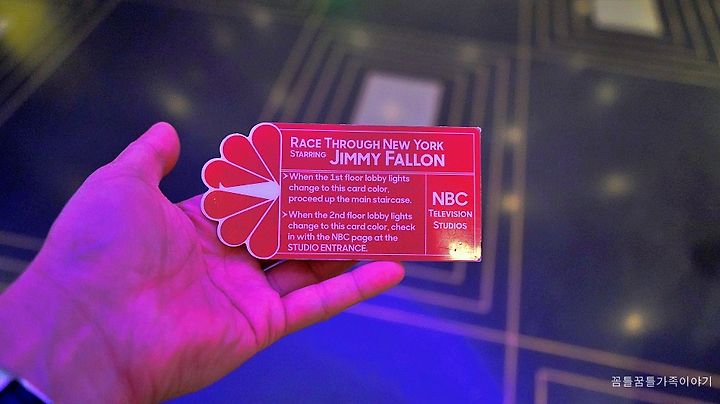 RACE THROUGH NEW YORK
STARRING JIMMY FALLON
> When the 1st floor lobby lights
change to this card color,
proceed up the main staircase.
> When the 2nd floor lobby lights
change to this card color, check
in with the NBC page at the
STUDIO ENTRANCE.
NBC
TELEVISION
STUDIOS
꼼틀꼼틀가족이야기